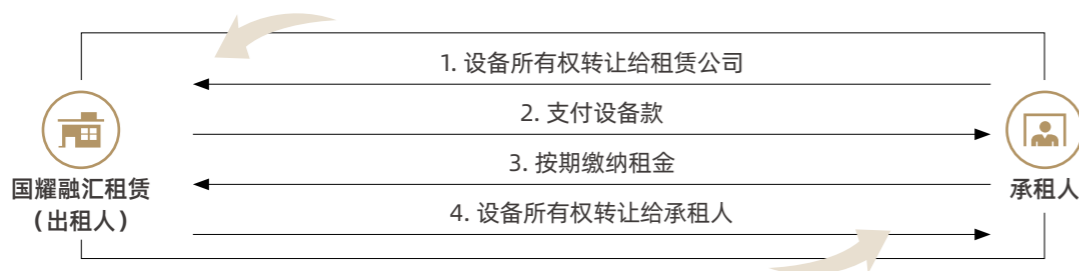 1. 设备所有权转让给租赁公司
2. 支付设备款
3. 按期缴纳租金
4. 设备所有权转让给承租人
国耀融汇租赁
（出租人）
承租人